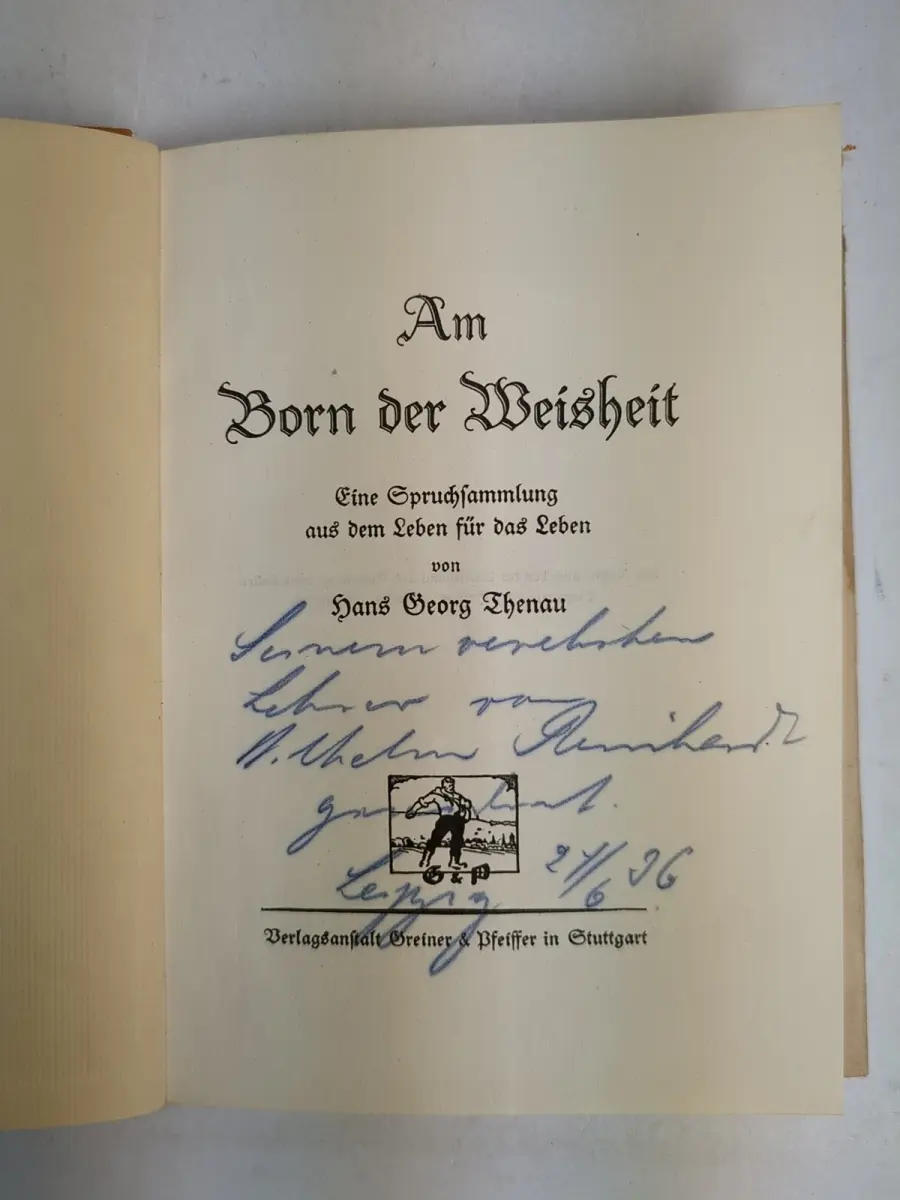 Am
Born der Weisheit
Eine Spruchsammlung
aus dem Leben für das Leben
von
Hans Georg Thenau
Seinem verehrten
Lehrer von
Wilhelm Reinhardt
gewidmet.
Leipzig 21/6 36
G & P
Verlagsanstalt Greiner & Pfeiffer in Stuttgart